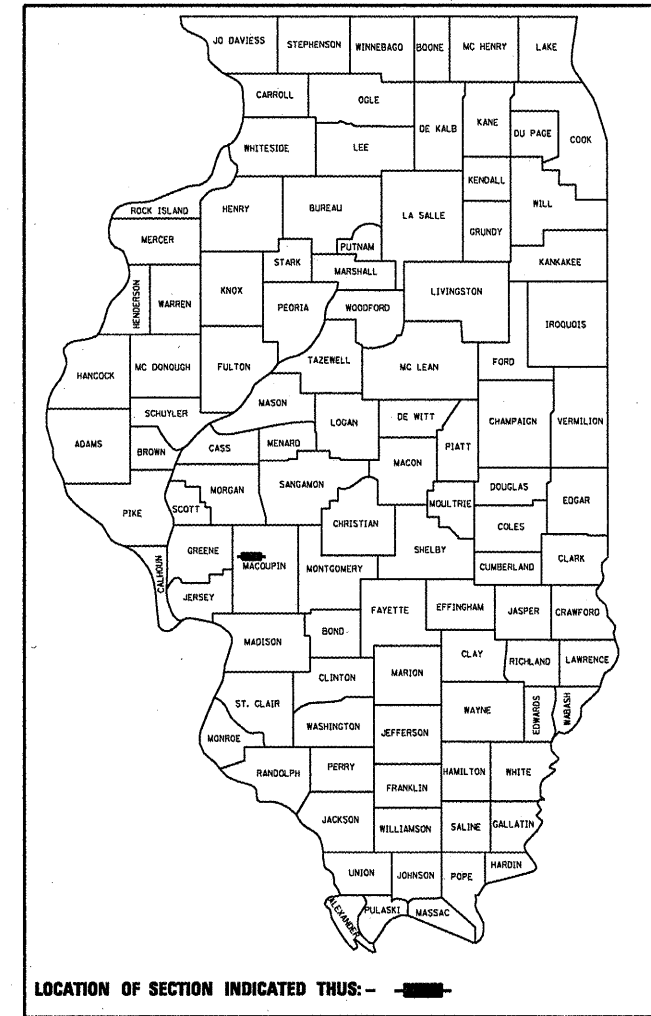 JO DAVIESS STEPHENSON WINNEBAGO BOONE MC HENRY LAKE
CARROLL OGLE DE KALB KANE DU PAGE COOK
WHITESIDE LEE
KENDALL WILL
ROCK ISLAND HENRY BUREAU LA SALLE GRUNDY
MERCER PUTNAM KANKAKEE
STARK MARSHALL
HENDERSON WARREN KNOX PEORIA WOODFORD LIVINGSTON IROQUOIS
HANCOCK MC DONOUGH FULTON TAZEWELL MC LEAN FORD
SCHUYLER MASON LOGAN DE WITT CHAMPAIGN VERMILION
ADAMS BROWN CASS MENARD MACON PIATT
PIKE SCOTT MORGAN SANGAMON CHRISTIAN MOULTRIE DOUGLAS EDGAR
COLES
CALHOUN GREENE MACOUPIN MONTGOMERY SHELBY CUMBERLAND CLARK
JERSEY FAYETTE EFFINGHAM JASPER CRAWFORD
MADISON BOND
CLINTON MARION CLAY RICHLAND LAWRENCE
ST. CLAIR WAYNE EDWARDS WABASH
MONROE WASHINGTON JEFFERSON
RANDOLPH PERRY HAMILTON WHITE
FRANKLIN
JACKSON WILLIAMSON SALINE GALLATIN
UNION JOHNSON POPE HARDIN
ALEXANDER PULASKI MASSAC
LOCATION OF SECTION INDICATED THUS: -